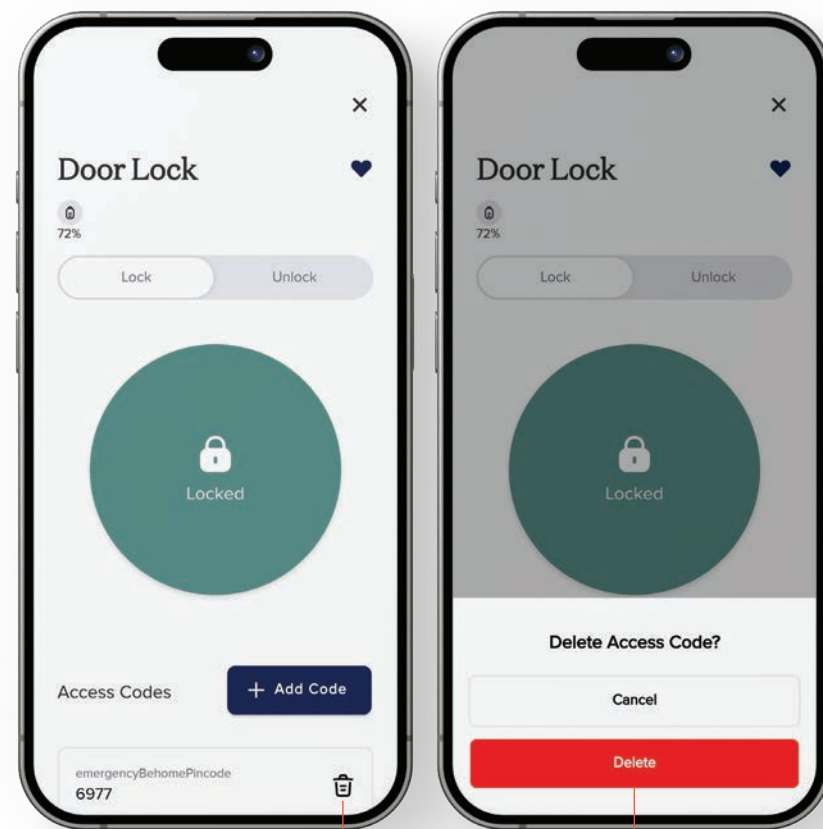 Door Lock
72%
Lock Unlock
Locked
Access Codes + Add Code
emergencyBehomePincode
6977
Door Lock
72%
Lock Unlock
Locked
Delete Access Code?
Cancel
Delete